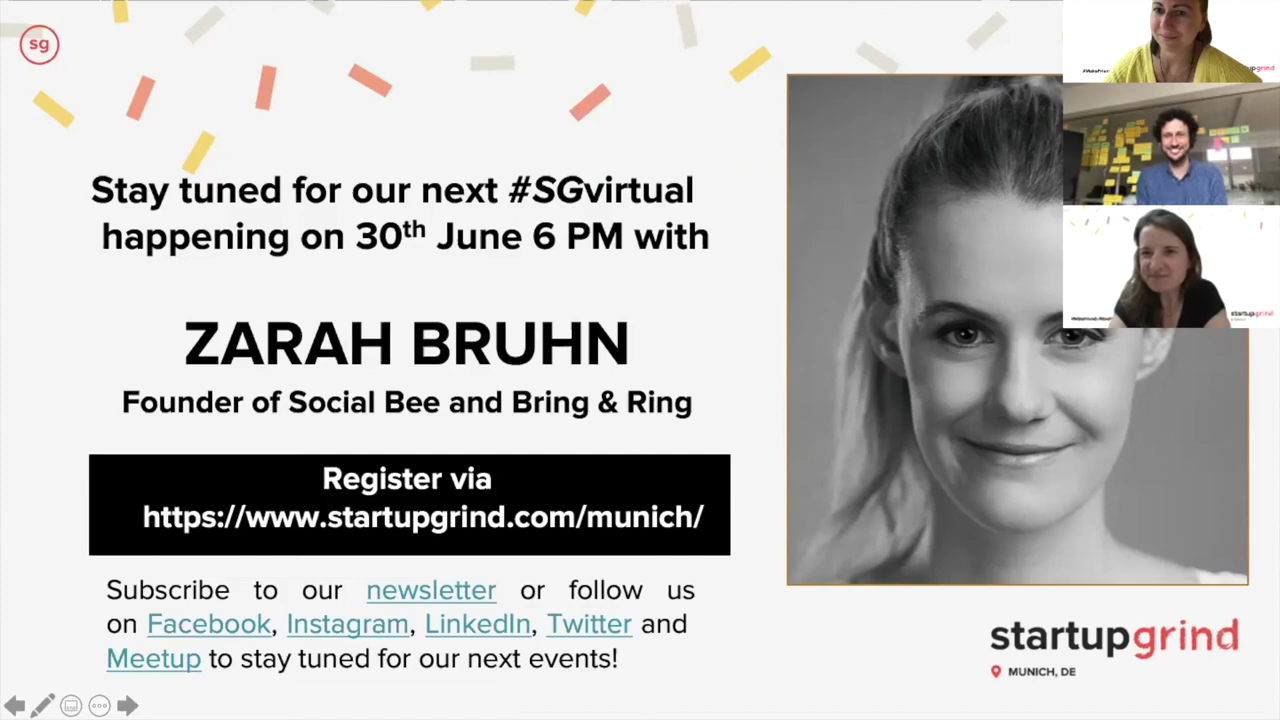 sg
Stay tuned for our next #SGvirtual
happening on 30th June 6 PM with
ZARAH BRUHN
Founder of Social Bee and Bring & Ring
Register via
https://www.startupgrind.com/munich/
Subscribe to our newsletter or follow us
on Facebook, Instagram, LinkedIn, Twitter and
Meetup to stay tuned for our next events!
startupgrind
MUNICH, DE
startupgrind